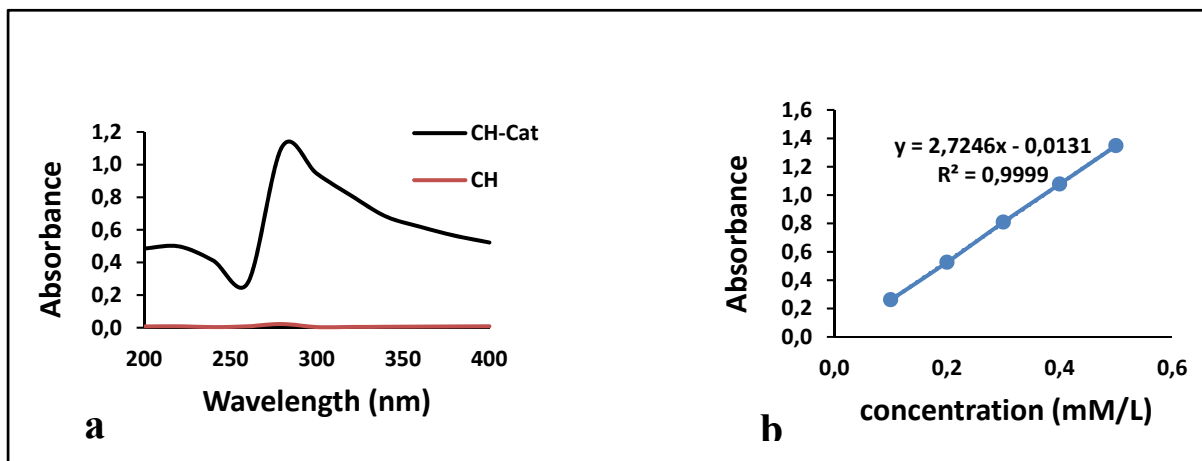 1,2
1,0
0,8
0,6
0,4
0,2
0,0
200 250 300 350 400
Absorbance
Wavelength (nm)
CH-Cat
CH
a
1,6
1,4
1,2
1,0
0,8
0,6
0,4
0,2
0,0
0,0 0,2 0,4 0,6
Absorbance
concentration (mM/L)
y = 2,7246x - 0,0131
R² = 0,9999
b